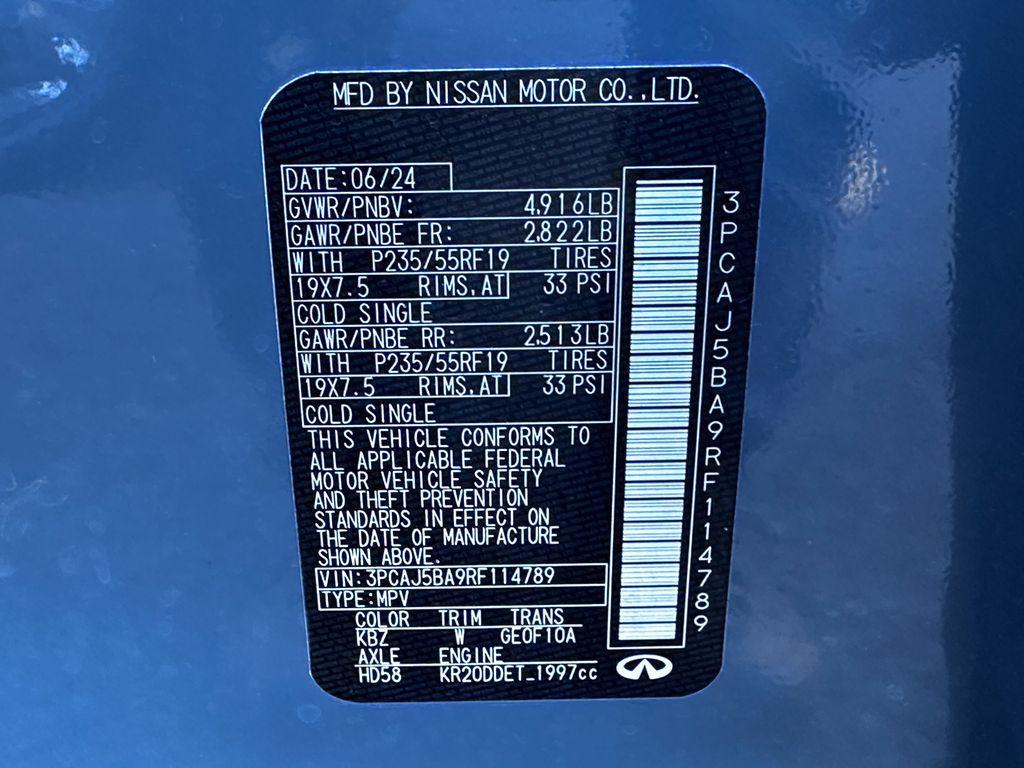 MFD BY NISSAN MOTOR CO.,LTD.
DATE:06/24
GVWR/PNBV: 4,916LB
GAWR/PNBE FR: 2,822LB
WITH P235/55RF19 TIRES
19X7.5 RIMS,AT 33 PSI
COLD SINGLE
GAWR/PNBE RR: 2,513LB
WITH P235/55RF19 TIRES
19X7.5 RIMS,AT 33 PSI
COLD SINGLE
THIS VEHICLE CONFORMS TO
ALL APPLICABLE FEDERAL
MOTOR VEHICLE SAFETY
AND THEFT PREVENTION
STANDARDS IN EFFECT ON
THE DATE OF MANUFACTURE
SHOWN ABOVE.
VIN:3PCAJ5BA9RF114789
TYPE:MPV
COLOR TRIM TRANS
KBZ W GE0F10A
AXLE ENGINE
HD58 KR20DDET_1997cc
3PCAJ5BA9RF114789